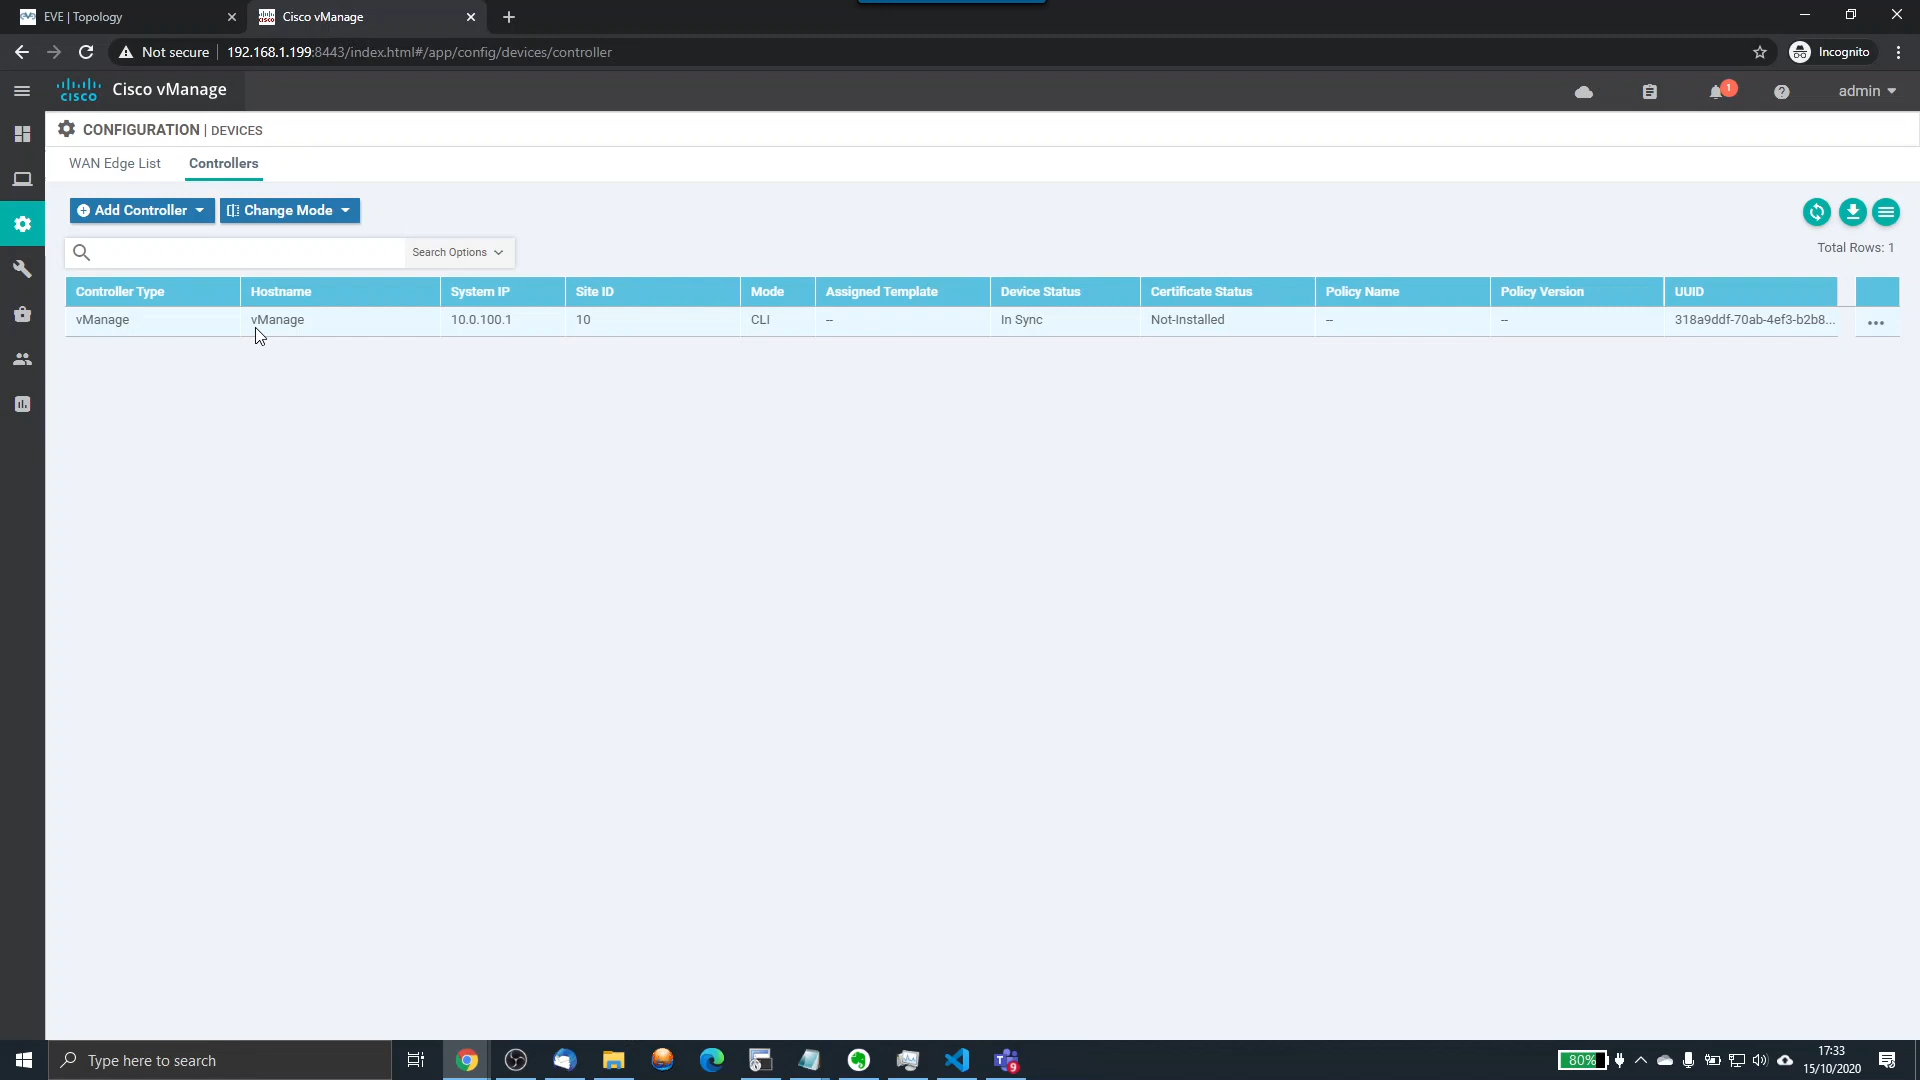 EVE | Topology
Cisco vManage
Not secure
192.168.1.199:8443/index.html#/app/config/devices/controller
Incognito
cisco
Cisco vManage
1
admin
CONFIGURATION | DEVICES
WAN Edge List
Controllers
Add Controller
Change Mode
Search Options
Total Rows: 1
Controller Type Hostname System IP Site ID Mode Assigned Template Device Status Certificate Status Policy Name Policy Version UUID
vManage vManage 10.0.100.1 10 CLI -- In Sync Not-Installed -- -- 318a9ddf-70ab-4ef3-b2b8... •••
Type here to search
9
80%
17:33
15/10/2020